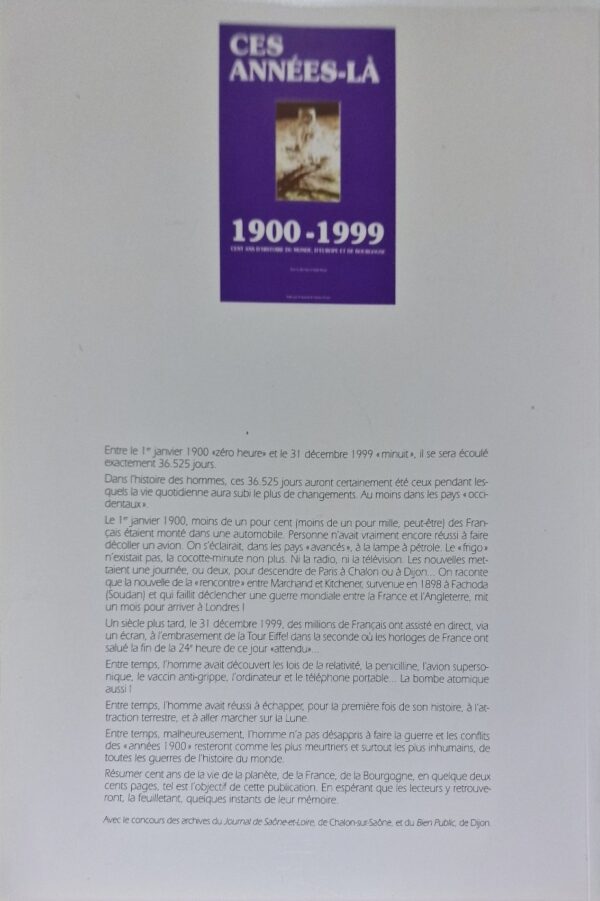 CES
ANNÉES-LÀ
1900-1999
CENT ANS D'HISTOIRE DU MONDE, D'EUROPE ET DE BOURGOGNE
Entre le 1er janvier 1900 «zéro heure» et le 31 décembre 1999 «minuit», il se sera écoulé
exactement 36.525 jours.
Dans l'histoire des hommes, ces 36.525 jours auront certainement été ceux pendant les-
quels la vie quotidienne aura subi le plus de changements. Au moins dans les pays «occi-
dentaux».
Le 1er janvier 1900, moins de un pour cent (moins de un pour mille, peut-être) des Fran-
çais étaient monté dans une automobile. Personne n'avait vraiment encore réussi à faire
décoller un avion. On s'éclairait, dans les pays «avancés», à la lampe à pétrole. Le «frigo»
n'existait pas, la cocotte-minute non plus. Ni la radio, ni la télévision. Les nouvelles met-
taient une journée, ou deux, pour descendre de Paris à Chalon ou à Dijon... On raconte
que la nouvelle de la «rencontre» entre Marchand et Kitchener, survenue en 1898 à Fachoda
(Soudan) et qui faillit déclencher une guerre mondiale entre la France et l'Angleterre, mit
un mois pour arriver à Londres !
Un siècle plus tard, le 31 décembre 1999, des millions de Français ont assisté en direct, via
un écran, à l'embrasement de la Tour Eiffel dans la seconde où les horloges de France ont
salué la fin de la 24e heure de ce jour «attendu»...
Entre temps, l'homme avait découvert les lois de la relativité, la penicilline, l'avion superso-
nique, le vaccin anti-grippe, l'ordinateur et le téléphone portable... La bombe atomique
aussi !
Entre temps, l'homme avait réussi à échapper, pour la première fois de son histoire, à l'at-
traction terrestre, et à aller marcher sur la Lune.
Entre temps, malheureusement, l'homme n'a pas désappris à faire la guerre et les conflits
des «années 1900» resteront comme les plus meurtriers et surtout les plus inhumains, de
toutes les guerres de l'histoire du monde.
Résumer cent ans de la vie de la planète, de la France, de la Bourgogne, en quelque deux
cents pages, tel est l'objectif de cette publication. En espérant que les lecteurs y retrouve-
ront, la feuilletant, quelques instants de leur mémoire.
Avec le concours des archives du Journal de Saône-et-Loire, de Chalon-sur-Saône, et du Bien Public, de Dijon.